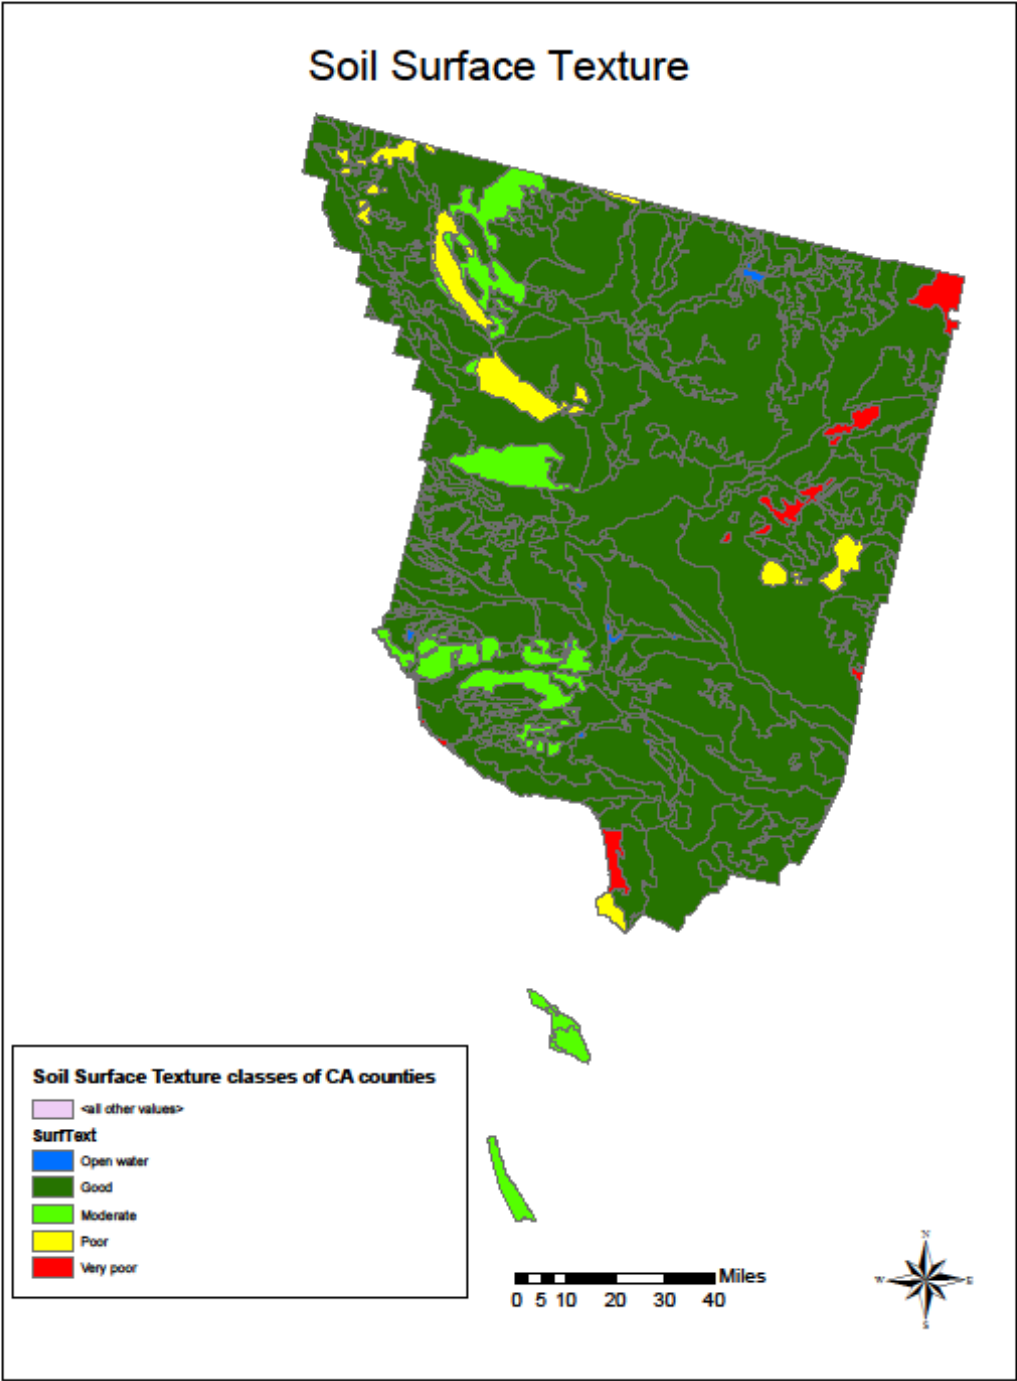 Soil Surface Texture
Soil Surface Texture classes of CA counties
<all other values>
SurfText
Open water
Good
Moderate
Poor
Very poor
Miles
0 5 10 20 30 40
N
W E
S